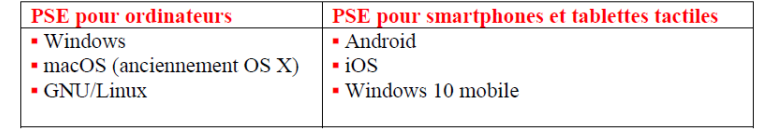 PSE pour ordinateurs
▪ Windows
▪ macOS (anciennement OS X)
▪ GNU/Linux
PSE pour smartphones et tablettes tactiles
▪ Android
▪ iOS
▪ Windows 10 mobile